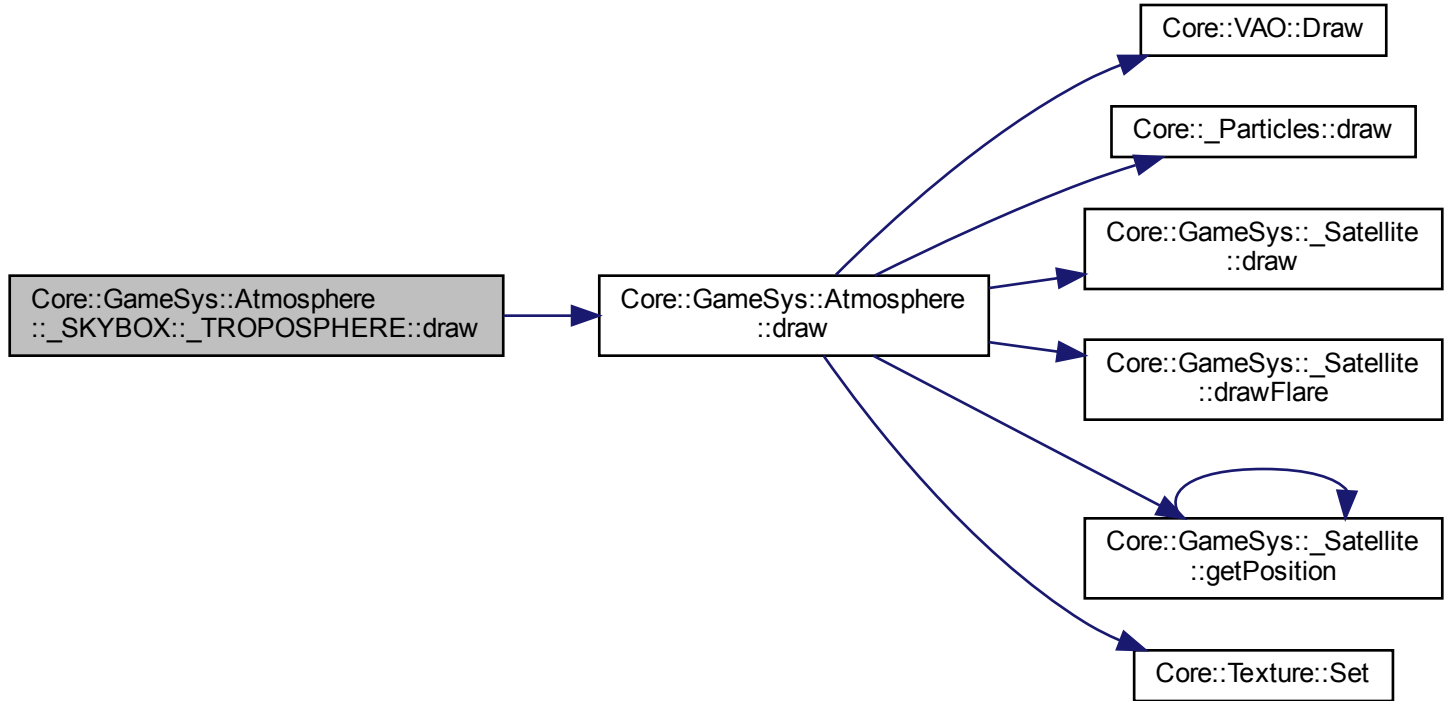 Core::GameSys::Atmosphere
::_SKYBOX::_TROPOSPHERE::draw
Core::GameSys::Atmosphere
::draw
Core::VAO::Draw
Core::_Particles::draw
Core::GameSys::_Satellite
::draw
Core::GameSys::_Satellite
::drawFlare
Core::GameSys::_Satellite
::getPosition
Core::Texture::Set